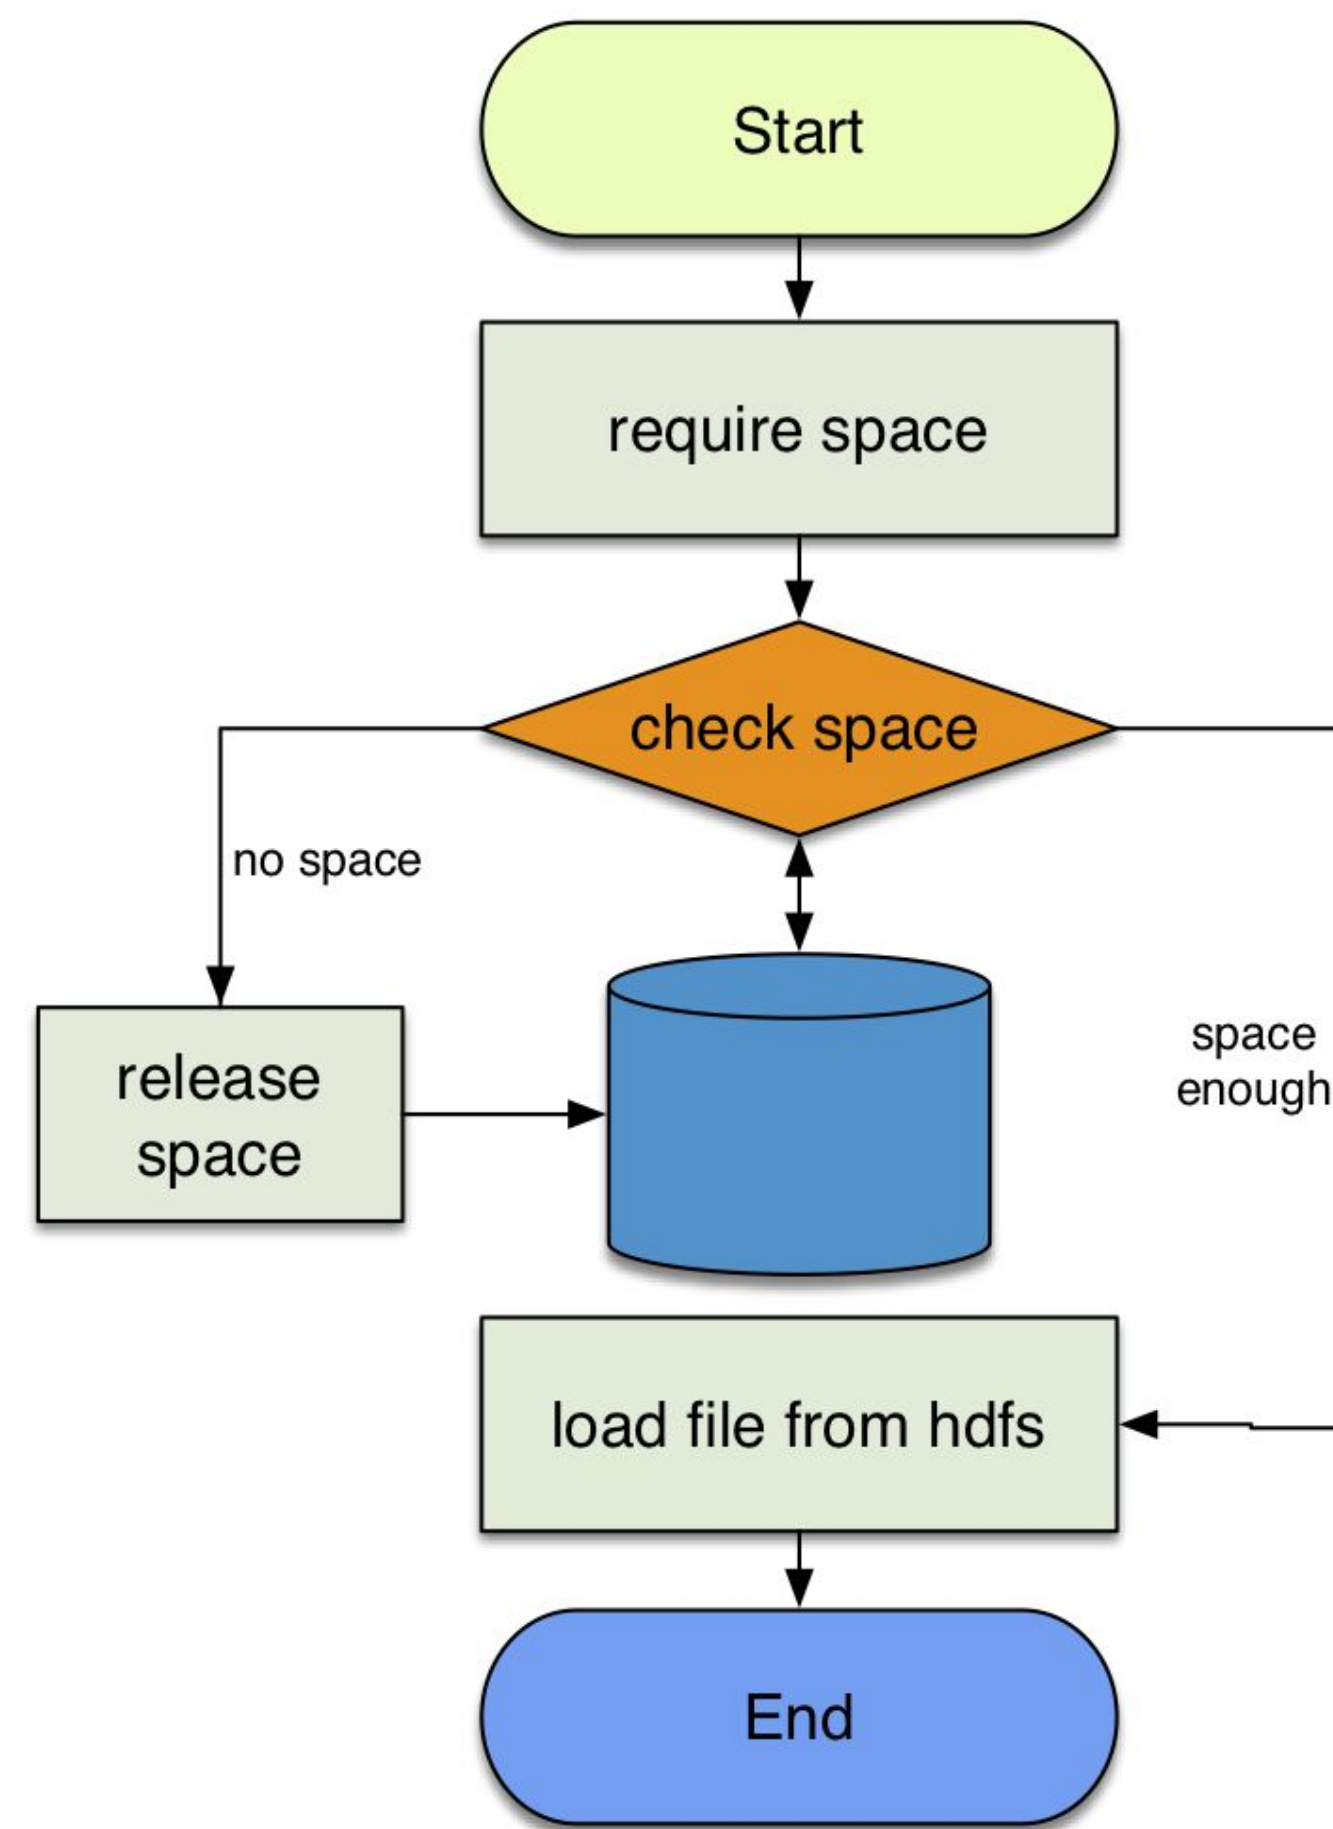 Start
require space
check space
no space
space
enough
release
space
load file from hdfs
End